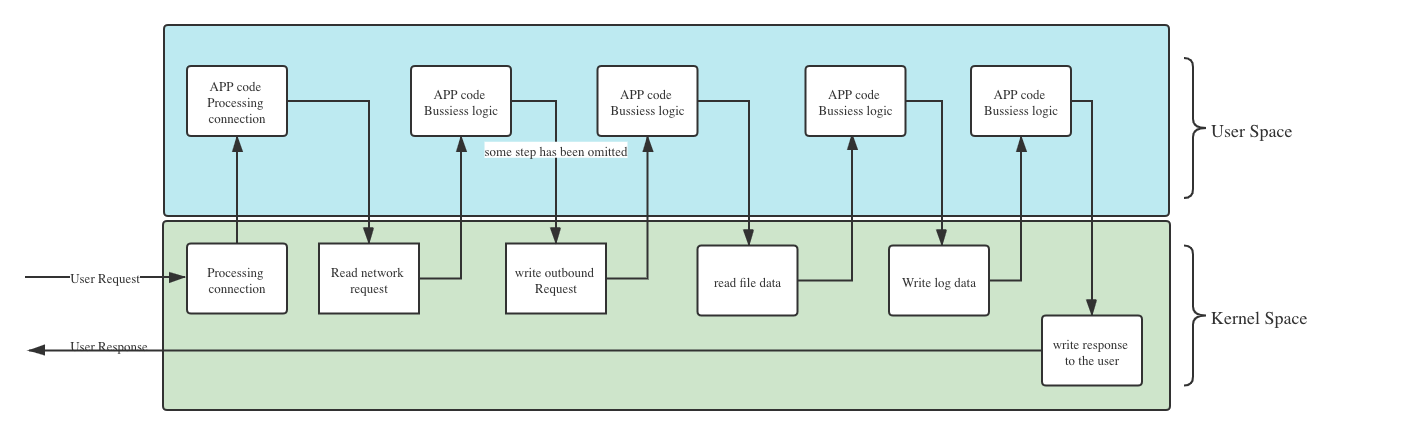 APP code
Processing
connection
APP code
Bussiess logic
APP code
Bussiess logic
APP code
Bussiess logic
APP code
Bussiess logic
some step has been omitted
User Space
User Request
Processing
connection
Read network
request
write outbound
Request
read file data
Write log data
Kernel Space
User Response
write response
to the user